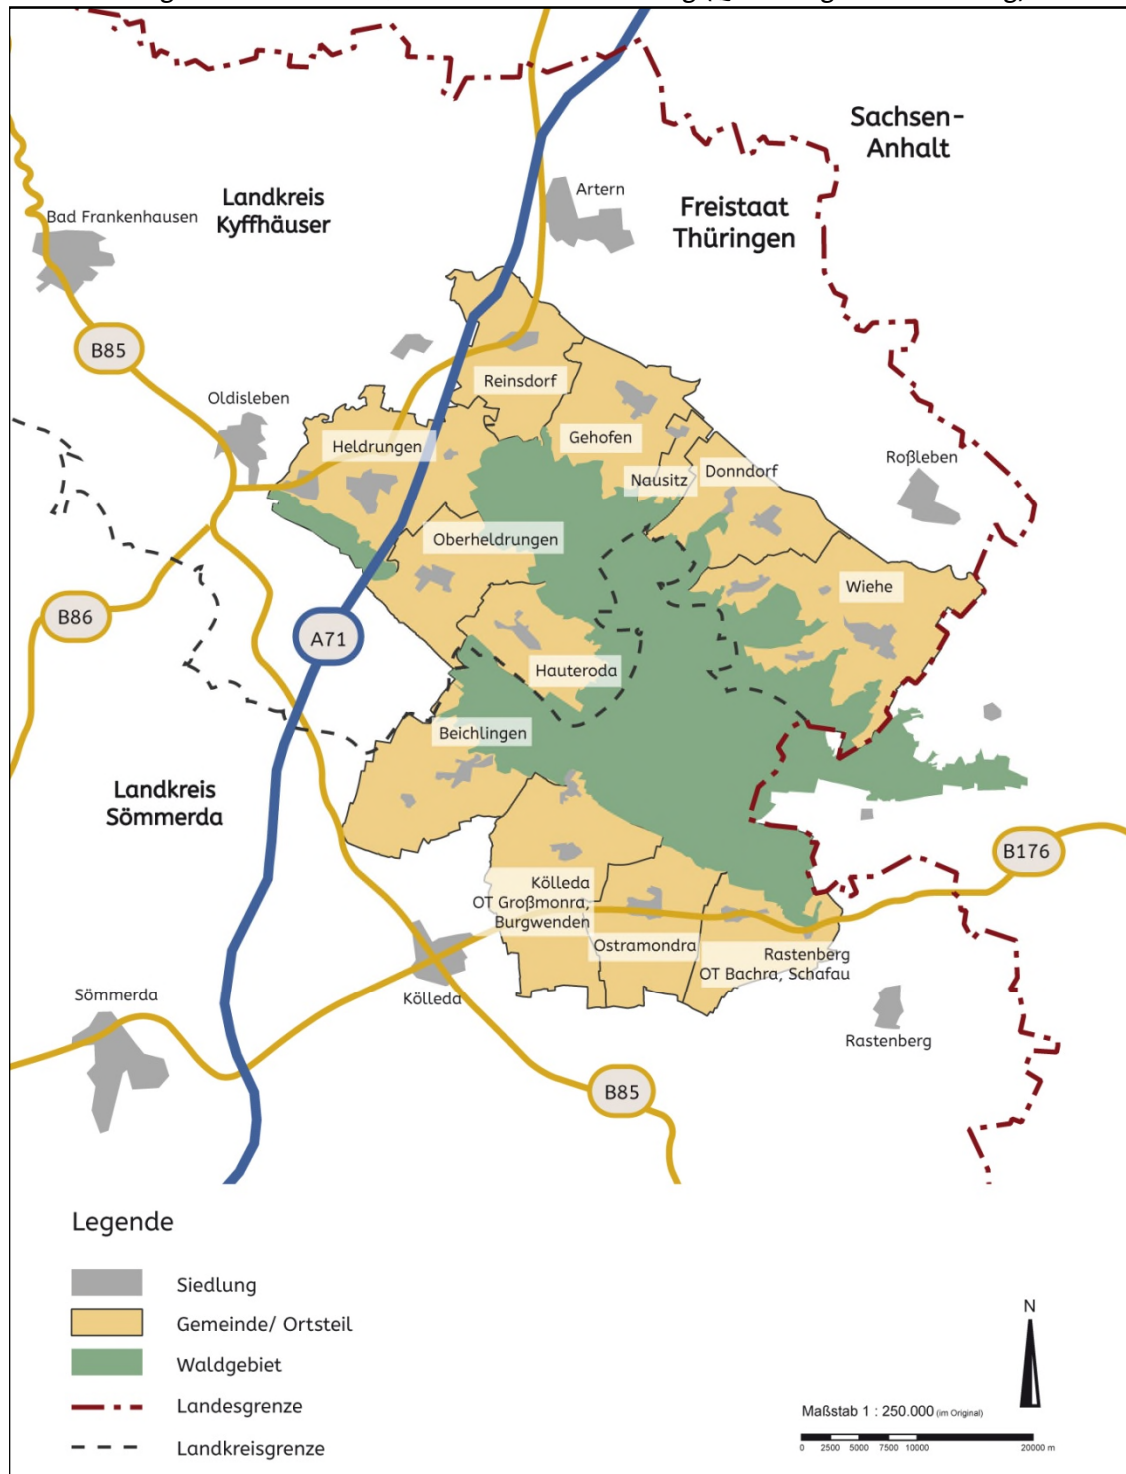 Sachsen-
Anhalt
Landkreis
Kyffhäuser
Artern
Bad Frankenhausen
Freistaat
Thüringen
B85
Oldisleben
Reinsdorf
Heldrungen
Gehofen
Roßleben
Nausitz
Donndorf
Oberheldrungen
Wiehe
B86
A71
Hauteroda
Beichlingen
Landkreis
Sömmerda
B176
Kölleda
OT Großmonra,
Burgwenden
Ostramondra
Rastenberg
OT Bachra, Schafau
Sömmerda
Kölleda
Rastenberg
B85
Legende
Siedlung
Gemeinde/ Ortsteil
Waldgebiet
Landesgrenze
Landkreisgrenze
N
Maßstab 1 : 250.000 (im Original)
0 2500 5000 7500 10000 20000 m